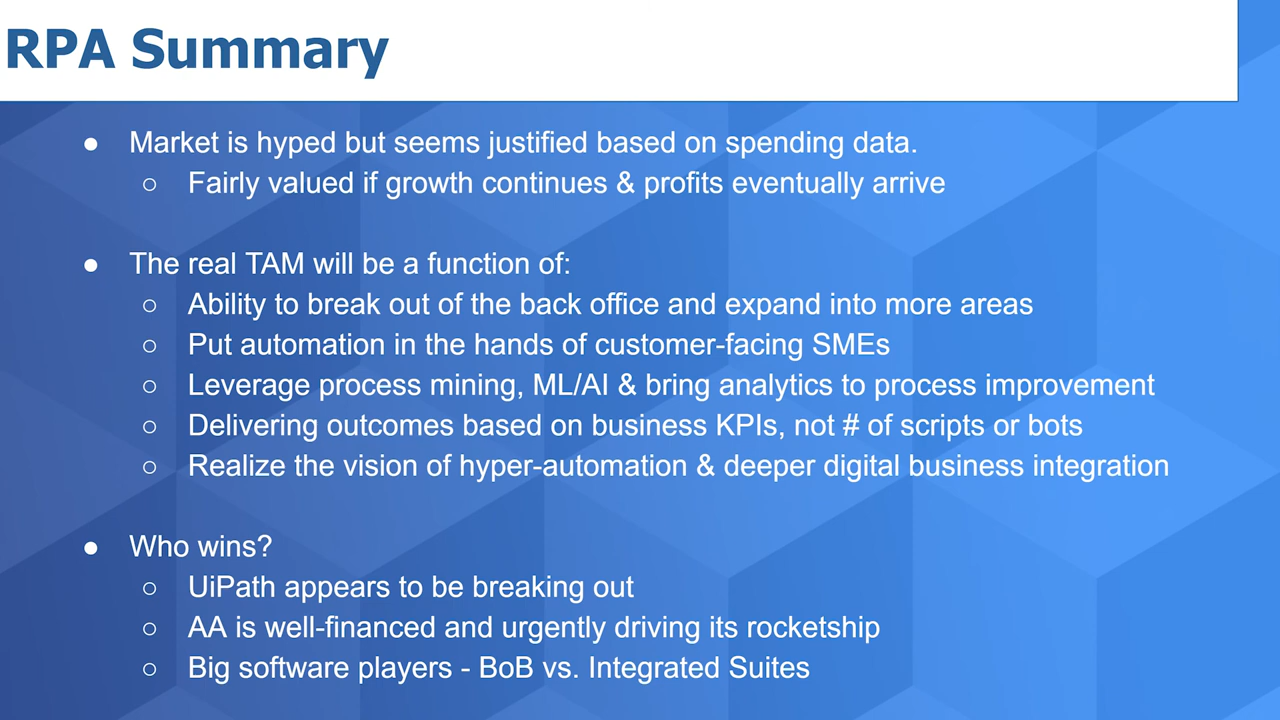 RPA Summary
● Market is hyped but seems justified based on spending data.
○ Fairly valued if growth continues & profits eventually arrive
● The real TAM will be a function of:
○ Ability to break out of the back office and expand into more areas
○ Put automation in the hands of customer-facing SMEs
○ Leverage process mining, ML/AI & bring analytics to process improvement
○ Delivering outcomes based on business KPIs, not # of scripts or bots
○ Realize the vision of hyper-automation & deeper digital business integration
● Who wins?
○ UiPath appears to be breaking out
○ AA is well-financed and urgently driving its rocketship
○ Big software players - BoB vs. Integrated Suites